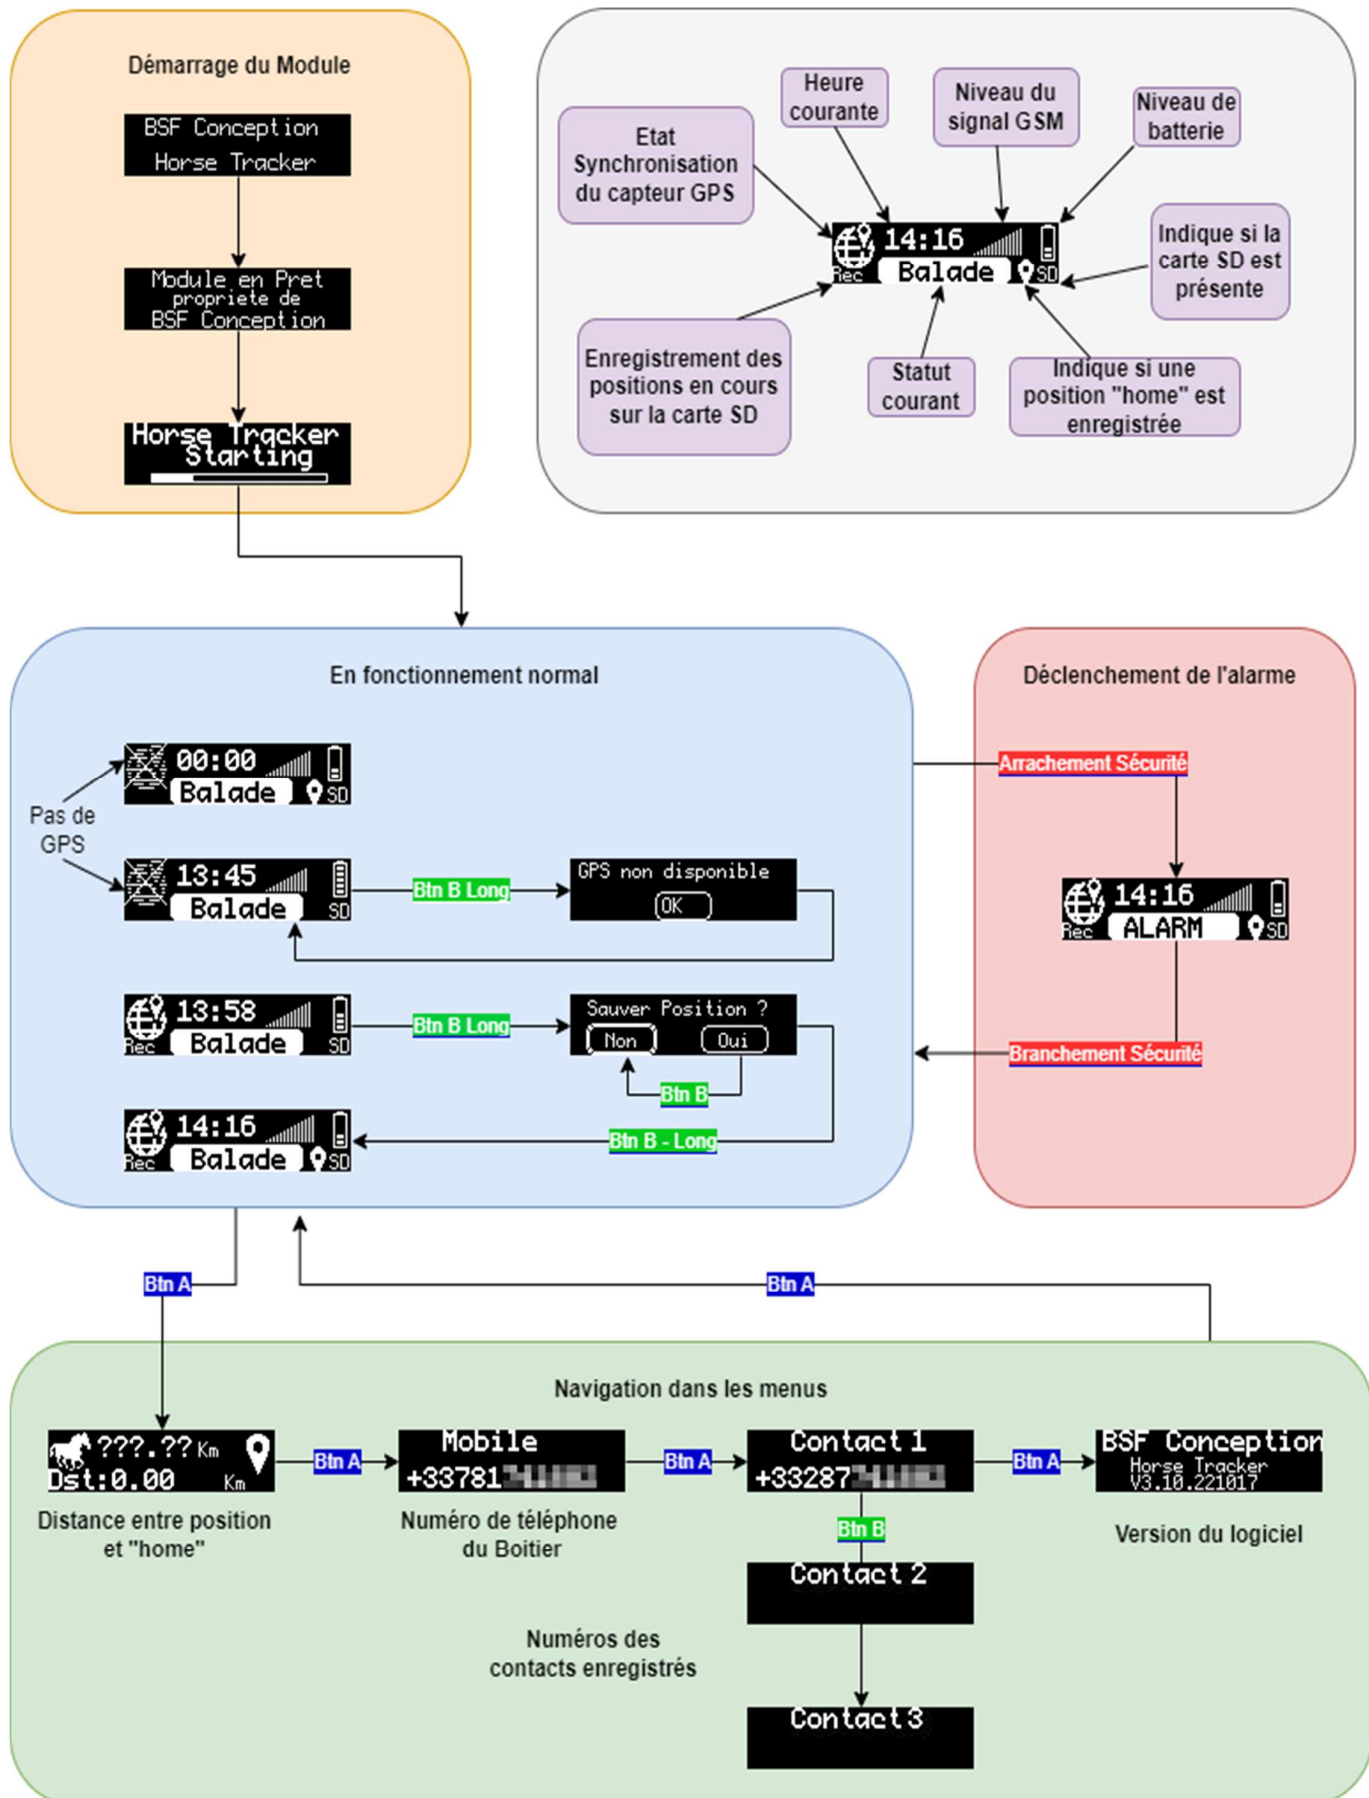 Démarrage du Module
BSF Conception
Horse Tracker
Module en Pret
propriete de
BSF Conception
Horse Tracker
Starting
Heure
courante
Niveau du
signal GSM
Niveau de
batterie
Etat
Synchronisation
du capteur GPS
14:16
Rec Balade SD
Indique si la
carte SD est
présente
Enregistrement des
positions en cours
sur la carte SD
Statut
courant
Indique si une
position "home" est
enregistrée
En fonctionnement normal
00:00
Balade SD
Pas de
GPS
13:45
Balade SD
Btn B Long
GPS non disponible
OK
13:58
Rec Balade SD
Btn B Long
Sauver Position ?
Non Oui
Btn B
14:16
Rec Balade SD
Btn B - Long
Déclenchement de l'alarme
Arrachement Sécurité
14:16
Rec ALARM SD
Branchement Sécurité
Btn A
Btn A
Navigation dans les menus
???.?? Km
Dst:0.00 Km
Distance entre position
et "home"
Btn A
Mobile
+33781
Numéro de téléphone
du Boitier
Btn A
Contact 1
+33287
Btn A
BSF Conception
Horse Tracker
V3.10.221017
Version du logiciel
Btn B
Contact 2
Numéros des
contacts enregistrés
Contact 3